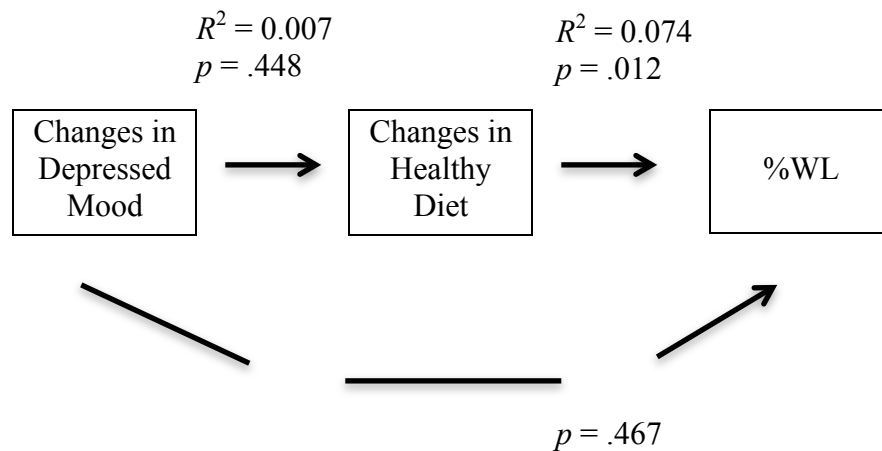 R² = 0.007
p = .448
R² = 0.074
p = .012
Changes in
Depressed
Mood
Changes in
Healthy
Diet
%WL
p = .467